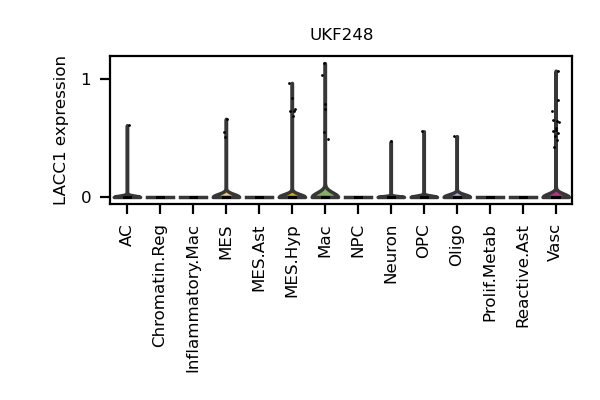 UKF248
LACC1 expression
1
0
AC
Chromatin.Reg
Inflammatory.Mac
MES
MES.Ast
MES.Hyp
Mac
NPC
Neuron
OPC
Oligo
Prolif.Metab
Reactive.Ast
Vasc